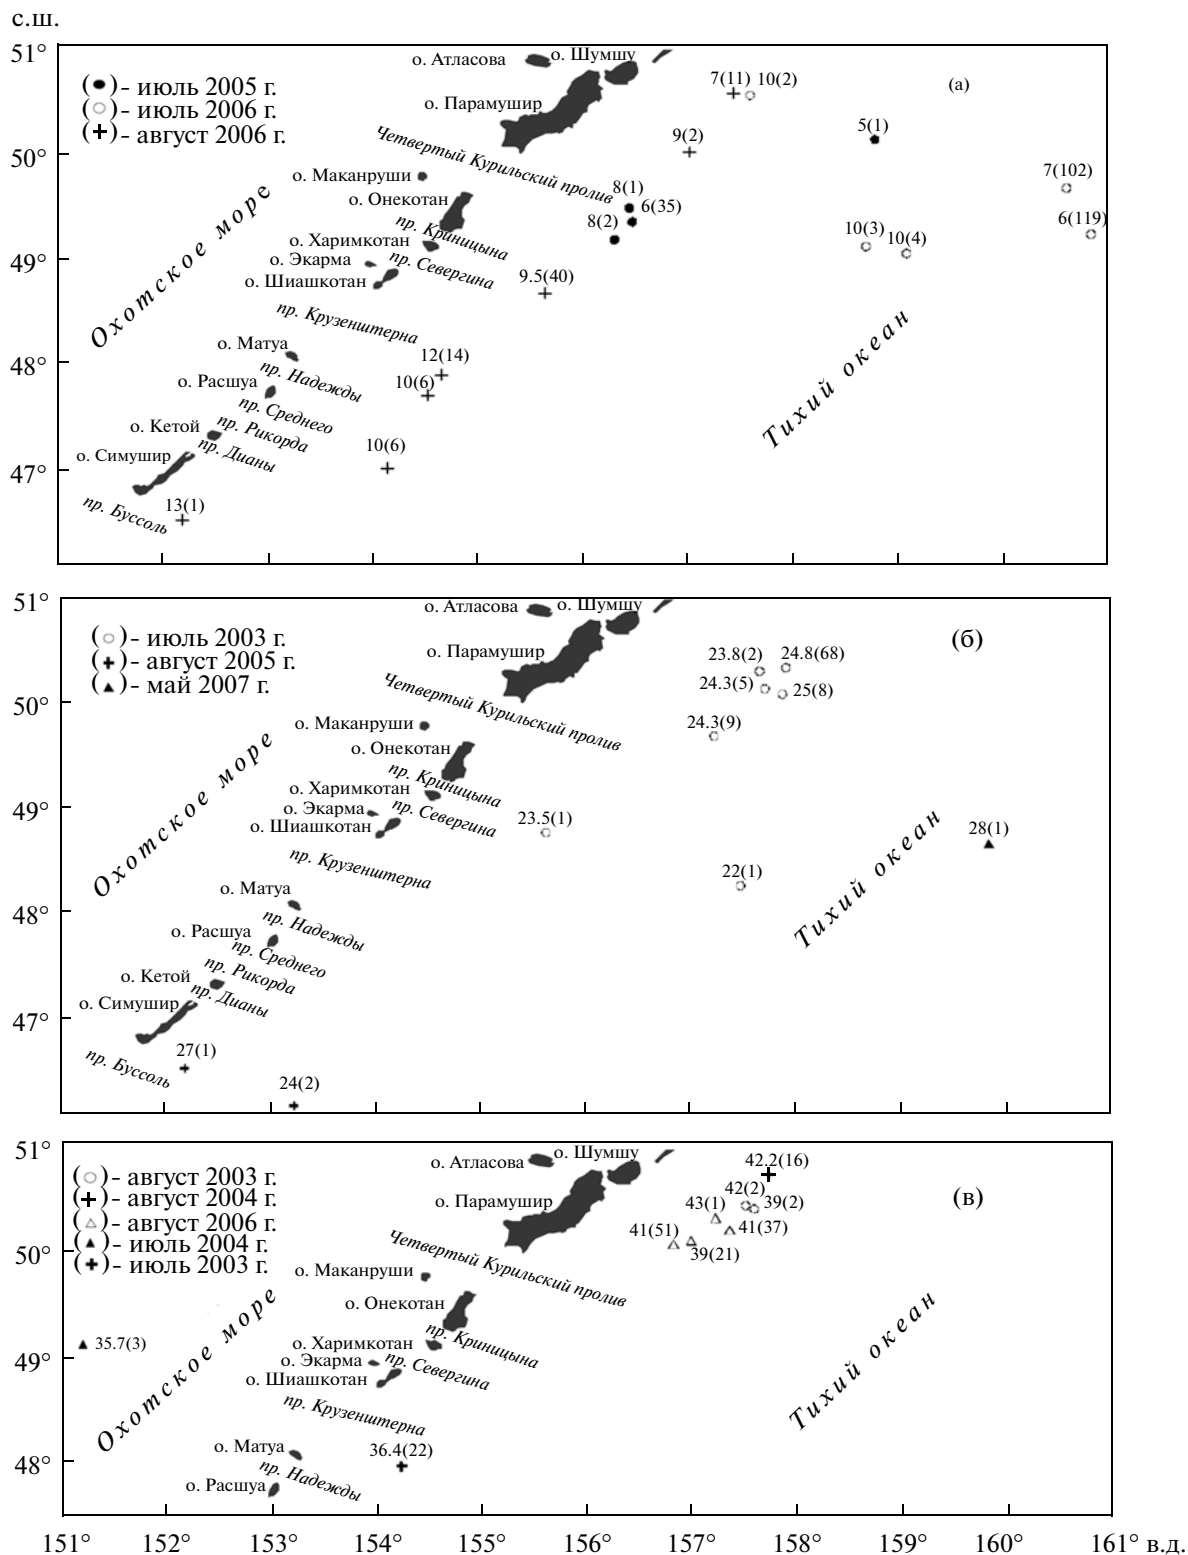 с.ш.
51°
о. Атласова
о. Шумшу
( ● )- июль 2005 г.
( ○ )- июль 2006 г.
( + )- август 2006 г.
о. Парамушир
7(11)
10(2)
(а)
5(1)
9(2)
50°
Четвертый Курильский пролив
7(102)
о. Маканруши
8(1)
о. Онекотан
6(35)
8(2)
6(119)
пр. Криницына
10(3)
10(4)
о. Харимкотан
о. Экарма
49°
пр. Севергина
о. Шиашкотан
9.5(40)
Охотское море
пр. Крузенштерна
Тихий океан
о. Матуа
48°
12(14)
пр. Надежды
о. Расшуа
10(6)
пр. Среднего
о. Кетой
пр. Рикорда
10(6)
о. Симушир
пр. Дианы
47°
пр. Буссоль
13(1)
51°
о. Атласова
о. Шумшу
( ○ )- июль 2003 г.
( + )- август 2005 г.
( ▲ )- май 2007 г.
о. Парамушир
(б)
23.8(2)
24.8(68)
24.3(5)
25(8)
50°
Четвертый Курильский пролив
о. Маканруши
24.3(9)
о. Онекотан
пр. Криницына
о. Харимкотан
49°
о. Экарма
пр. Севергина
о. Шиашкотан
23.5(1)
28(1)
Охотское море
пр. Крузенштерна
22(1)
Тихий океан
о. Матуа
48°
пр. Надежды
о. Расшуа
пр. Среднего
о. Кетой
пр. Рикорда
о. Симушир
пр. Дианы
47°
27(1)
пр. Буссоль
24(2)
51°
о. Атласова
о. Шумшу
( ○ )- август 2003 г.
( + )- август 2004 г.
( △ )- август 2006 г.
( ▲ )- июль 2004 г.
( + )- июль 2003 г.
о. Парамушир
42.2(16)
(в)
42(2)
43(1)
39(2)
41(51)
41(37)
39(21)
50°
Четвертый Курильский пролив
о. Маканруши
о. Онекотан
пр. Криницына
35.7(3)
о. Харимкотан
49°
о. Экарма
пр. Севергина
о. Шиашкотан
Охотское море
пр. Крузенштерна
Тихий океан
о. Матуа
36.4(22)
48°
пр. Надежды
о. Расшуа
151° 152° 153° 154° 155° 156° 157° 158° 159° 160° 161° в.д.